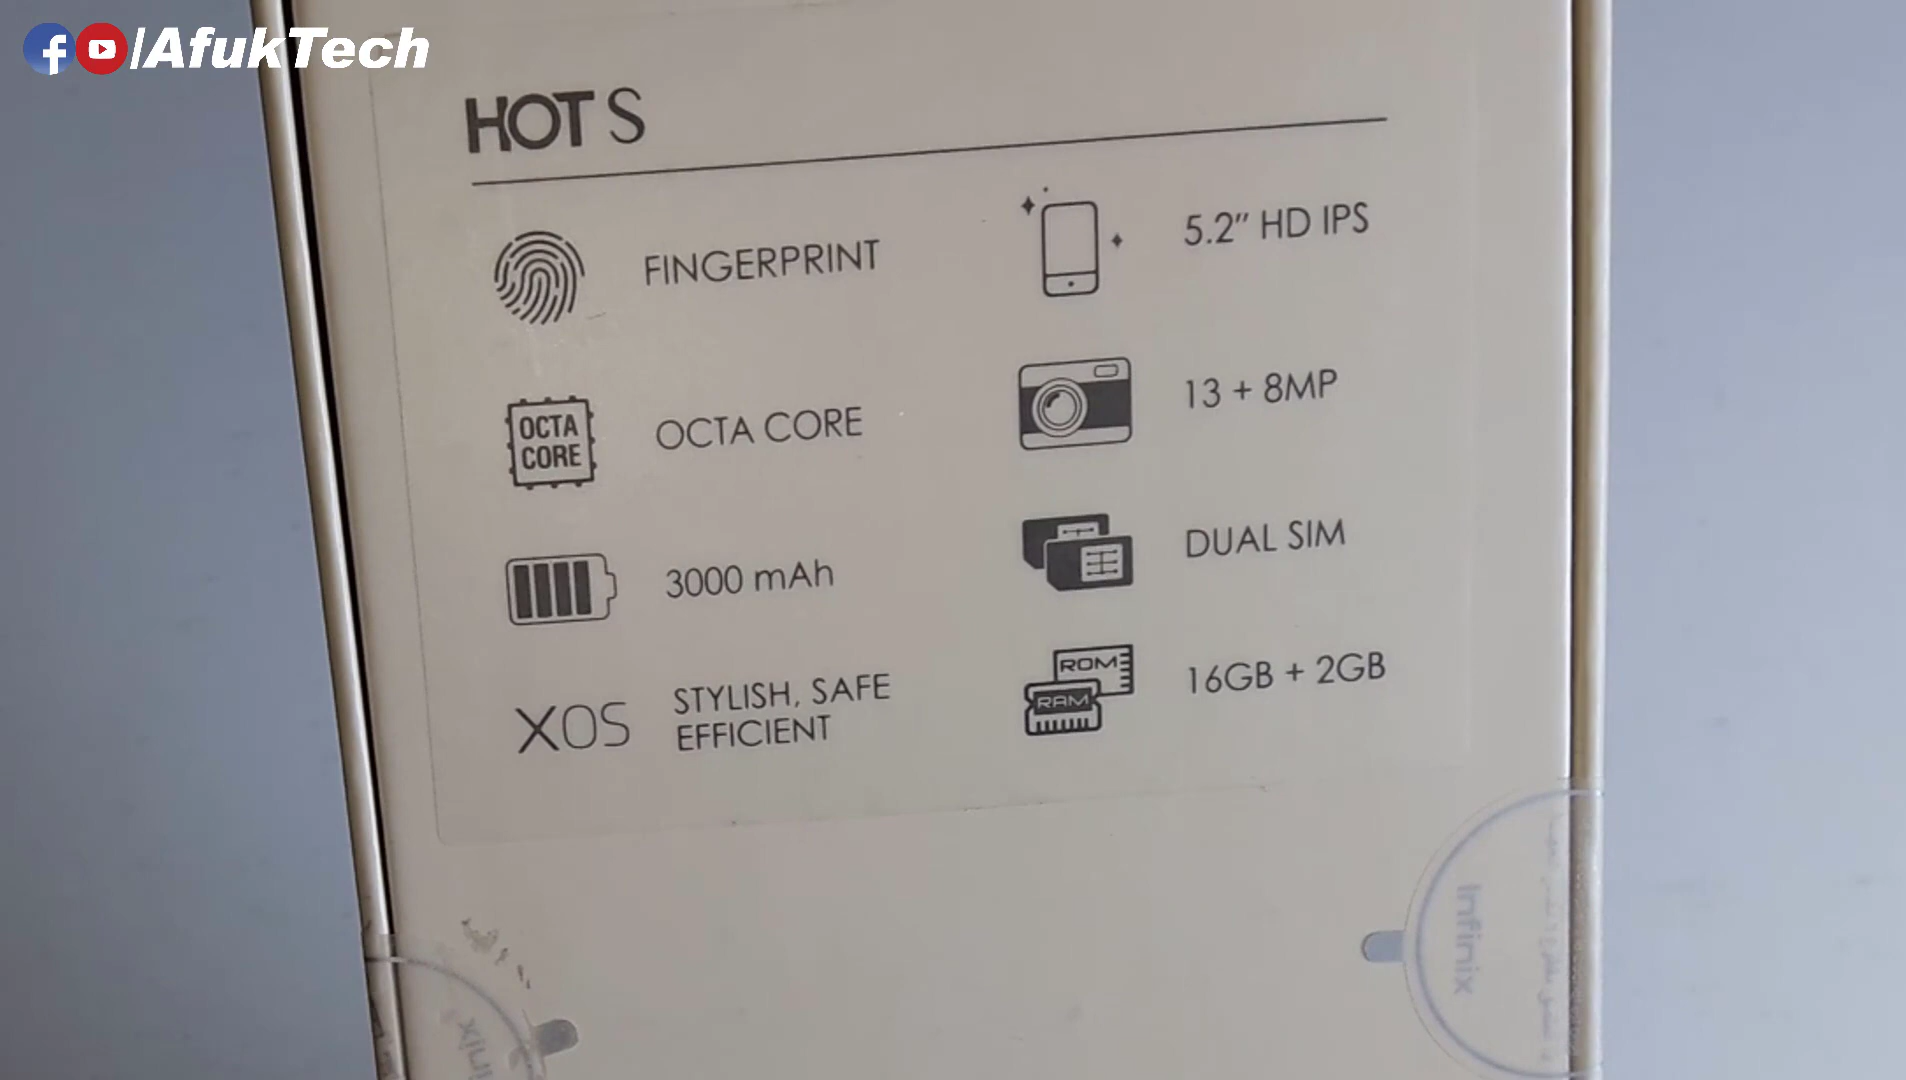 /AfukTech
HOT S
FINGERPRINT
5.2" HD IPS
OCTA
CORE
OCTA CORE
13 + 8MP
3000 mAh
DUAL SIM
XOS
STYLISH, SAFE
EFFICIENT
ROM
RAM
16GB + 2GB
Infinix